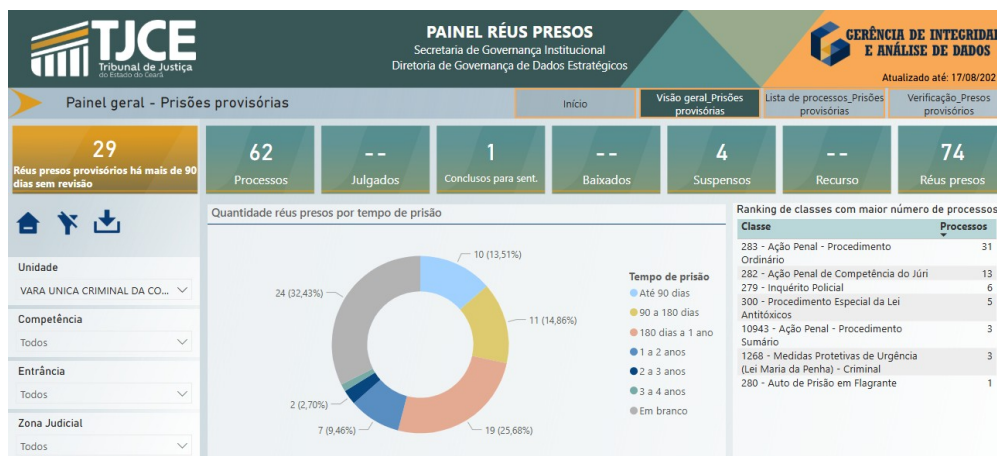 TJCE
Tribunal de Justiça
do Estado do Ceará
PAINEL RÉUS PRESOS
Secretaria de Governança Institucional
Diretoria de Governança de Dados Estratégicos
GERÊNCIA DE INTEGRIDA
E ANÁLISE DE DADOS
Atualizado até: 17/08/202
Painel geral - Prisões provisórias
Início
Visão geral_Prisões
provisórias
Lista de processos_Prisões
provisórias
Verificação_Presos
provisórios
29
Réus presos provisórios há mais de 90
dias sem revisão
62
Processos
--
Julgados
1
Conclusos para sent.
--
Baixados
4
Suspensos
--
Recurso
74
Réus presos
Unidade
VARA UNICA CRIMINAL DA CO...
Competência
Todos
Entrância
Todos
Zona Judicial
Todos
Quantidade réus presos por tempo de prisão
10 (13,51%)
11 (14,86%)
19 (25,68%)
7 (9,46%)
2 (2,70%)
24 (32,43%)
Tempo de prisão
Até 90 dias
90 a 180 dias
180 dias a 1 ano
1 a 2 anos
2 a 3 anos
3 a 4 anos
Em branco
Ranking de classes com maior número de processos
Classe Processos
283 - Ação Penal - Procedimento 31
Ordinário
282 - Ação Penal de Competência do Júri 13
279 - Inquérito Policial 6
300 - Procedimento Especial da Lei 5
Antitóxicos
10943 - Ação Penal - Procedimento 3
Sumário
1268 - Medidas Protetivas de Urgência 3
(Lei Maria da Penha) - Criminal
280 - Auto de Prisão em Flagrante 1